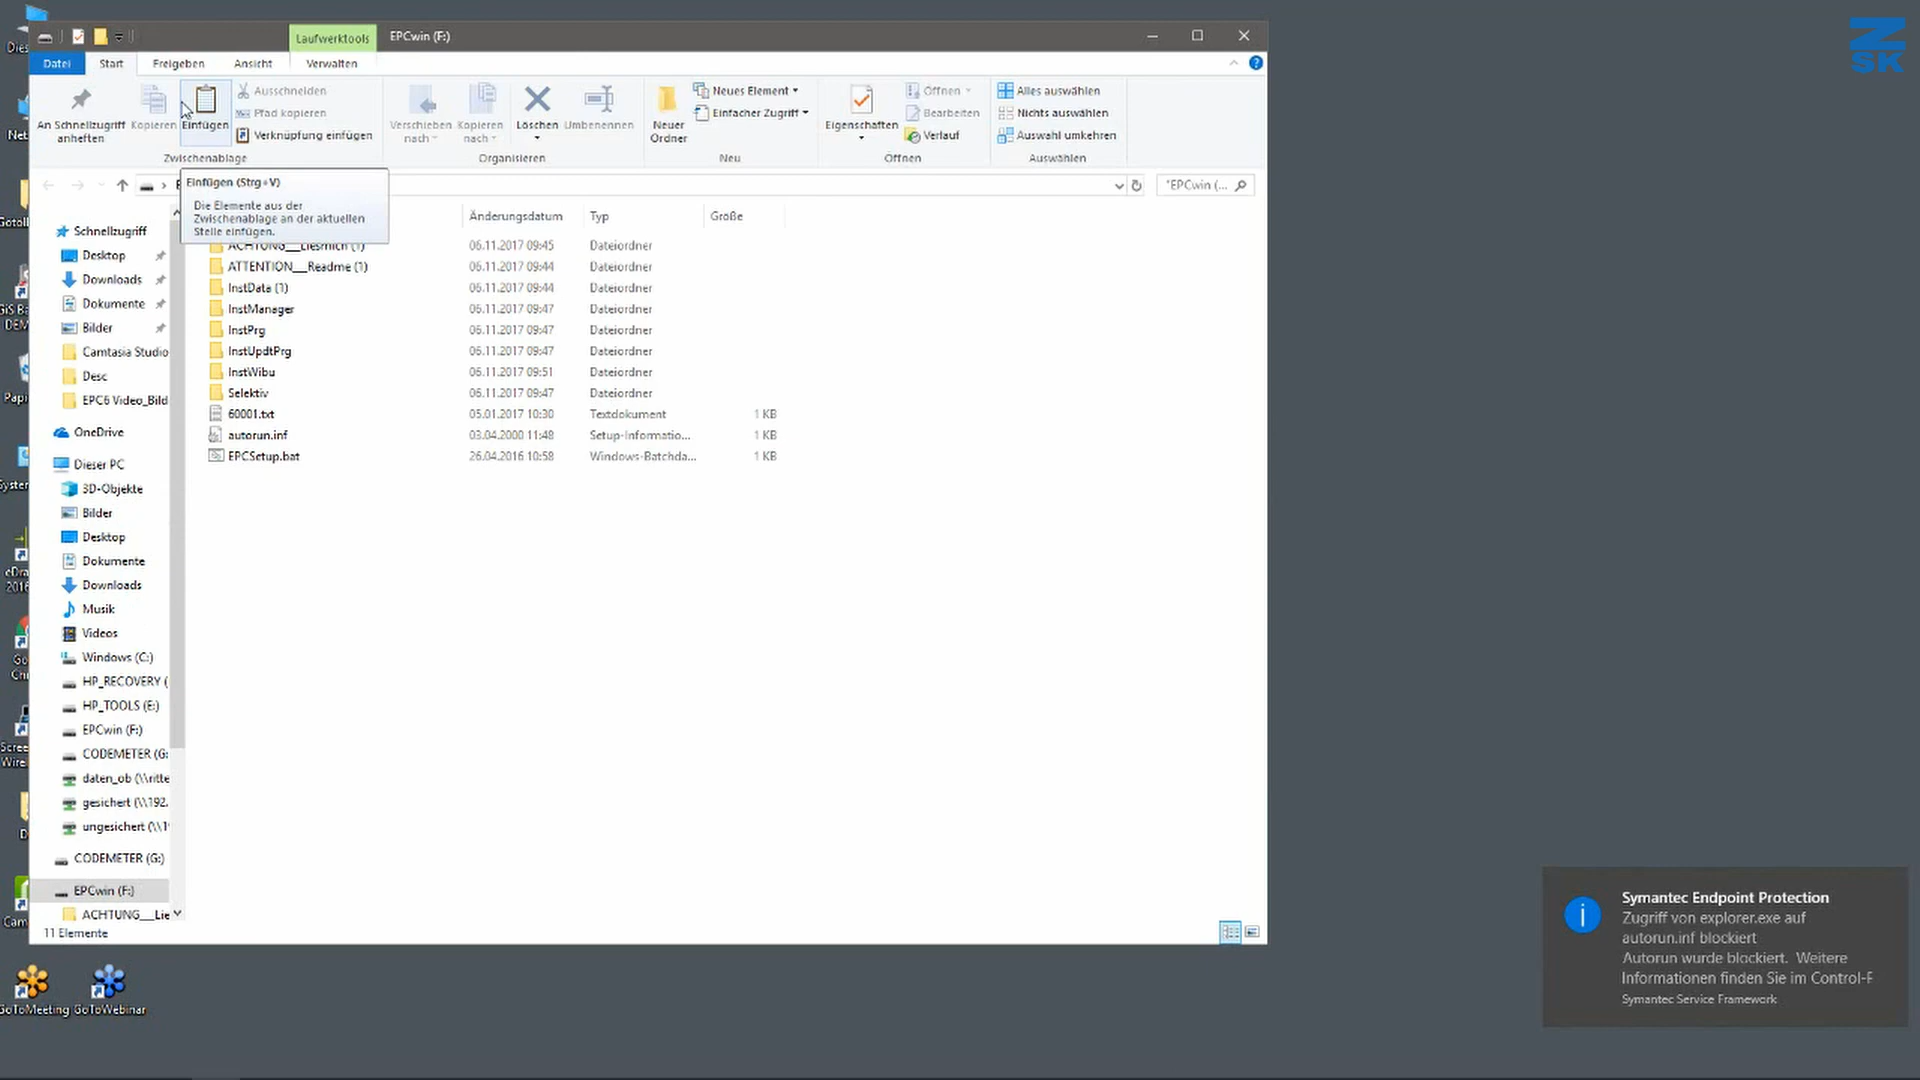 ZSK
Laufwerktools
EPCwin (F:)
Datei
Start
Freigeben
Ansicht
Verwalten
An Schnellzugriff
anheften
Kopieren
Einfügen
Ausschneiden
Pfad kopieren
Verknüpfung einfügen
Zwischenablage
Verschieben
nach
Kopieren
nach
Löschen
Umbenennen
Organisieren
Neuer
Ordner
Neues Element
Einfacher Zugriff
Neu
Eigenschaften
Öffnen
Bearbeiten
Verlauf
Öffnen
Alles auswählen
Nichts auswählen
Auswahl umkehren
Auswählen
"EPCwin (...
Einfügen (Strg+V)
Die Elemente aus der
Zwischenablage an der aktuellen
Stelle einfügen.
Änderungsdatum Typ Größe
ACHTUNG__Liesmich (1) 06.11.2017 09:45 Dateiordner
ATTENTION__Readme (1) 06.11.2017 09:44 Dateiordner
InstData (1) 06.11.2017 09:44 Dateiordner
InstManager 06.11.2017 09:47 Dateiordner
InstPrg 06.11.2017 09:47 Dateiordner
InstUpdtPrg 06.11.2017 09:47 Dateiordner
InstWibu 06.11.2017 09:51 Dateiordner
Selektiv 06.11.2017 09:47 Dateiordner
60001.txt 05.01.2017 10:30 Textdokument 1 KB
autorun.inf 03.04.2000 11:48 Setup-Informatio... 1 KB
EPCSetup.bat 26.04.2016 10:58 Windows-Batchda... 1 KB
Schnellzugriff
Desktop
Downloads
Dokumente
Bilder
Camtasia Studio
Desc
EPC6 Video_Bild
OneDrive
Dieser PC
3D-Objekte
Bilder
Desktop
Dokumente
Downloads
Musik
Videos
Windows (C:)
HP_RECOVERY (
HP_TOOLS (E:)
EPCwin (F:)
CODEMETER (G:
daten_ob (\\ritte
gesichert (\\192.
ungesichert (\\1
CODEMETER (G:)
EPCwin (F:)
ACHTUNG__Lie
11 Elemente
GoToMeeting
GoToWebinar
Symantec Endpoint Protection
Zugriff von explorer.exe auf
autorun.inf blockiert
Autorun wurde blockiert. Weitere
Informationen finden Sie im Control-F
Symantec Service Framework